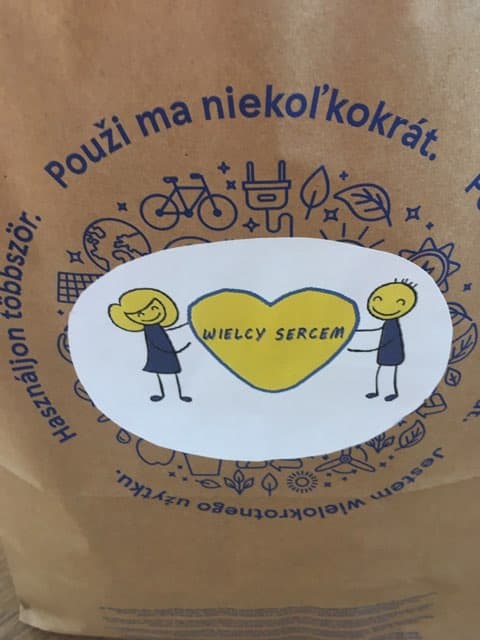 Použi ma niekoľkokrát.
Használjon többször.
WIELCY SERCEM
Jestem wielokrotnego użytku.